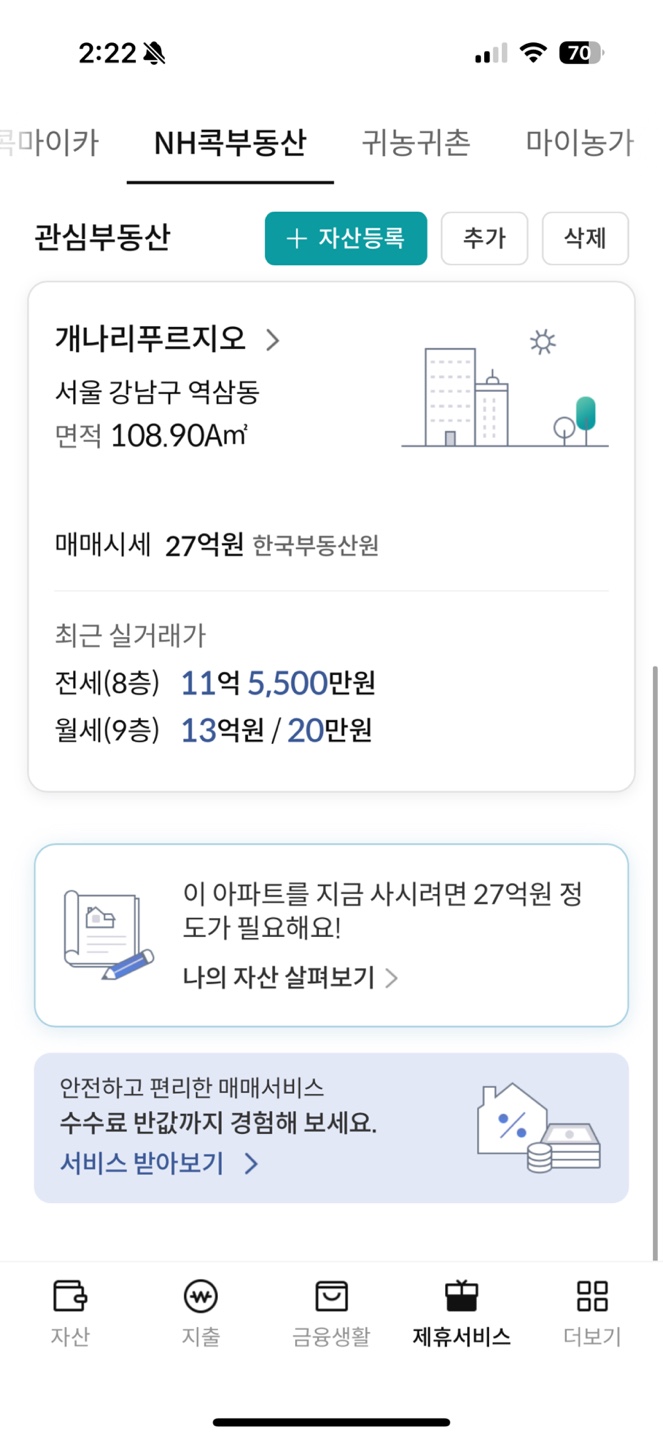 2:22
70
콕마이카 NH콕부동산 귀농귀촌 마이농가
관심부동산 + 자산등록 추가 삭제
개나리푸르지오 >
서울 강남구 역삼동
면적 108.90A㎡
매매시세 27억원 한국부동산원
최근 실거래가
전세(8층) 11억 5,500만원
월세(9층) 13억원 / 20만원
이 아파트를 지금 사시려면 27억원 정
도가 필요해요!
나의 자산 살펴보기 >
안전하고 편리한 매매서비스
수수료 반값까지 경험해 보세요.
서비스 받아보기 >
자산 지출 금융생활 제휴서비스 더보기